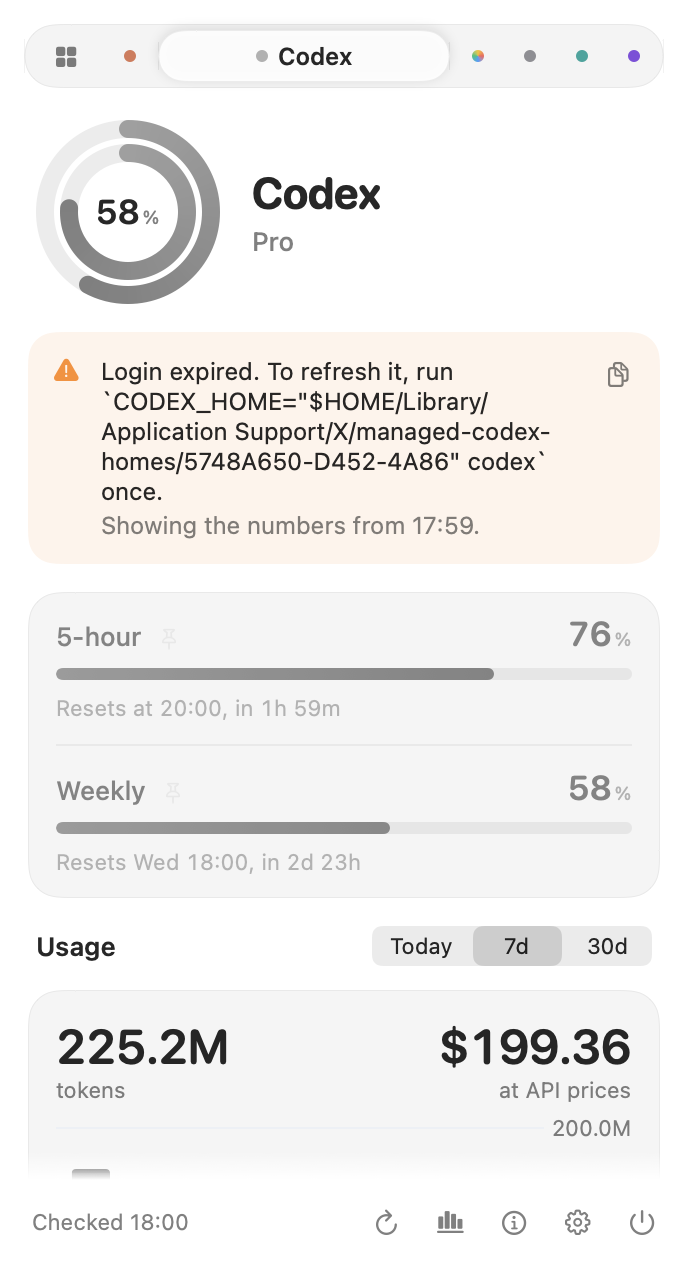 Codex
58%
Codex
Pro
Login expired. To refresh it, run
`CODEX_HOME="$HOME/Library/
Application Support/X/managed-codex-
homes/5748A650-D452-4A86" codex`
once.
Showing the numbers from 17:59.
5-hour 76%
Resets at 20:00, in 1h 59m
Weekly 58%
Resets Wed 18:00, in 2d 23h
Usage Today 7d 30d
225.2M $199.36
tokens at API prices
200.0M
Checked 18:00